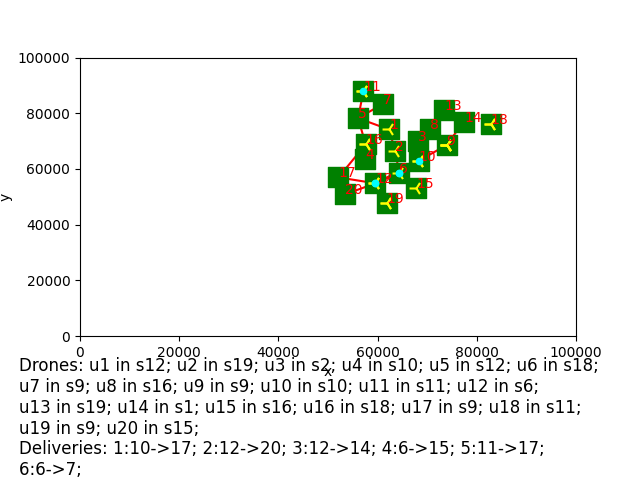 100000
80000
60000
40000
20000
0
y
0 20000 40000 60000 80000 100000
x
Drones: u1 in s12; u2 in s19; u3 in s2; u4 in s10; u5 in s12; u6 in s18;
u7 in s9; u8 in s16; u9 in s9; u10 in s10; u11 in s11; u12 in s6;
u13 in s19; u14 in s1; u15 in s16; u16 in s18; u17 in s9; u18 in s11;
u19 in s9; u20 in s15;
Deliveries: 1:10->17; 2:12->20; 3:12->14; 4:6->15; 5:11->17;
6:6->7;